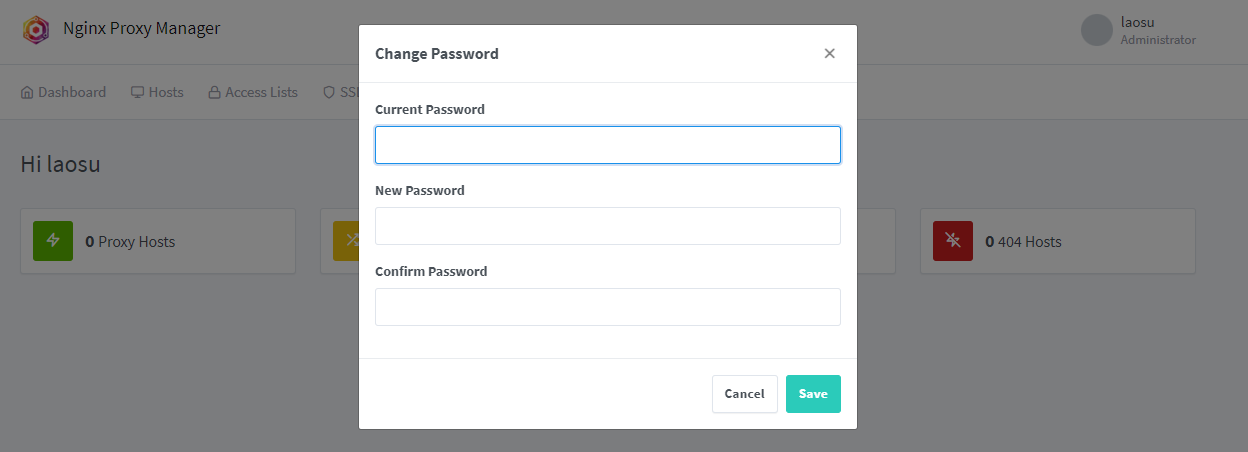 Nginx Proxy Manager
laosu
Administrator
Dashboard
Hosts
Access Lists
Hi laosu
0 Proxy Hosts
0 404 Hosts
Change Password
×
Current Password
New Password
Confirm Password
Cancel
Save